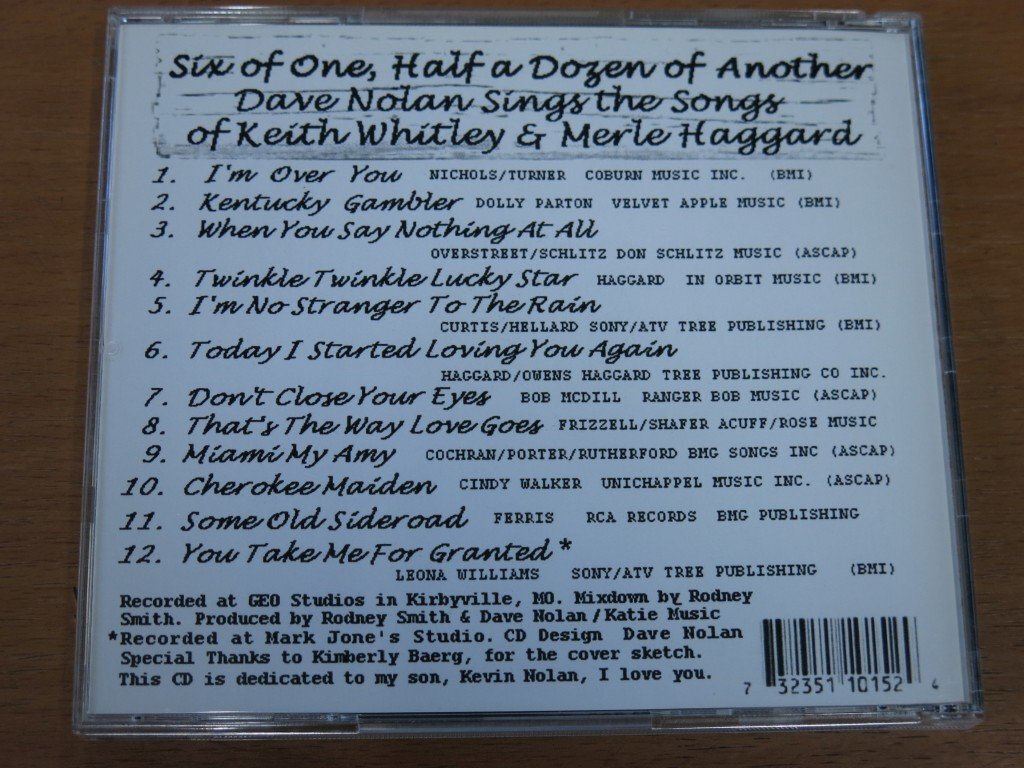 Six of One, Half a Dozen of Another
Dave Nolan Sings the Songs
of Keith Whitley & Merle Haggard
1. I'm Over You NICHOLS/TURNER COBURN MUSIC INC. (BMI)
2. Kentucky Gambler DOLLY PARTON VELVET APPLE MUSIC (BMI)
3. When You Say Nothing At All
OVERSTREET/SCHLITZ DON SCHLITZ MUSIC (ASCAP)
4. Twinkle Twinkle Lucky Star HAGGARD IN ORBIT MUSIC (BMI)
5. I'm No Stranger To The Rain
CURTIS/HELLARD SONY/ATV TREE PUBLISHING (BMI)
6. Today I Started Loving You Again
HAGGARD/OWENS HAGGARD TREE PUBLISHING CO INC.
7. Don't Close Your Eyes BOB MCDILL RANGER BOB MUSIC (ASCAP)
8. That's The Way Love Goes FRIZZELL/SHAFER ACUFF/ROSE MUSIC
9. Miami My Amy COCHRAN/PORTER/RUTHERFORD BMG SONGS INC (ASCAP)
10. Cherokee Maiden CINDY WALKER UNICHAPPEL MUSIC INC. (ASCAP)
11. Some Old Sideroad FERRIS RCA RECORDS BMG PUBLISHING
12. You Take Me For Granted *
LEONA WILLIAMS SONY/ATV TREE PUBLISHING (BMI)
Recorded at GEO Studios in Kirbyville, MO. Mixdown by Rodney
Smith. Produced by Rodney Smith & Dave Nolan/Katie Music
*Recorded at Mark Jone's Studio. CD Design Dave Nolan
Special Thanks to Kimberly Baerg, for the cover sketch.
This CD is dedicated to my son, Kevin Nolan, I love you.
7 32351 10152 4